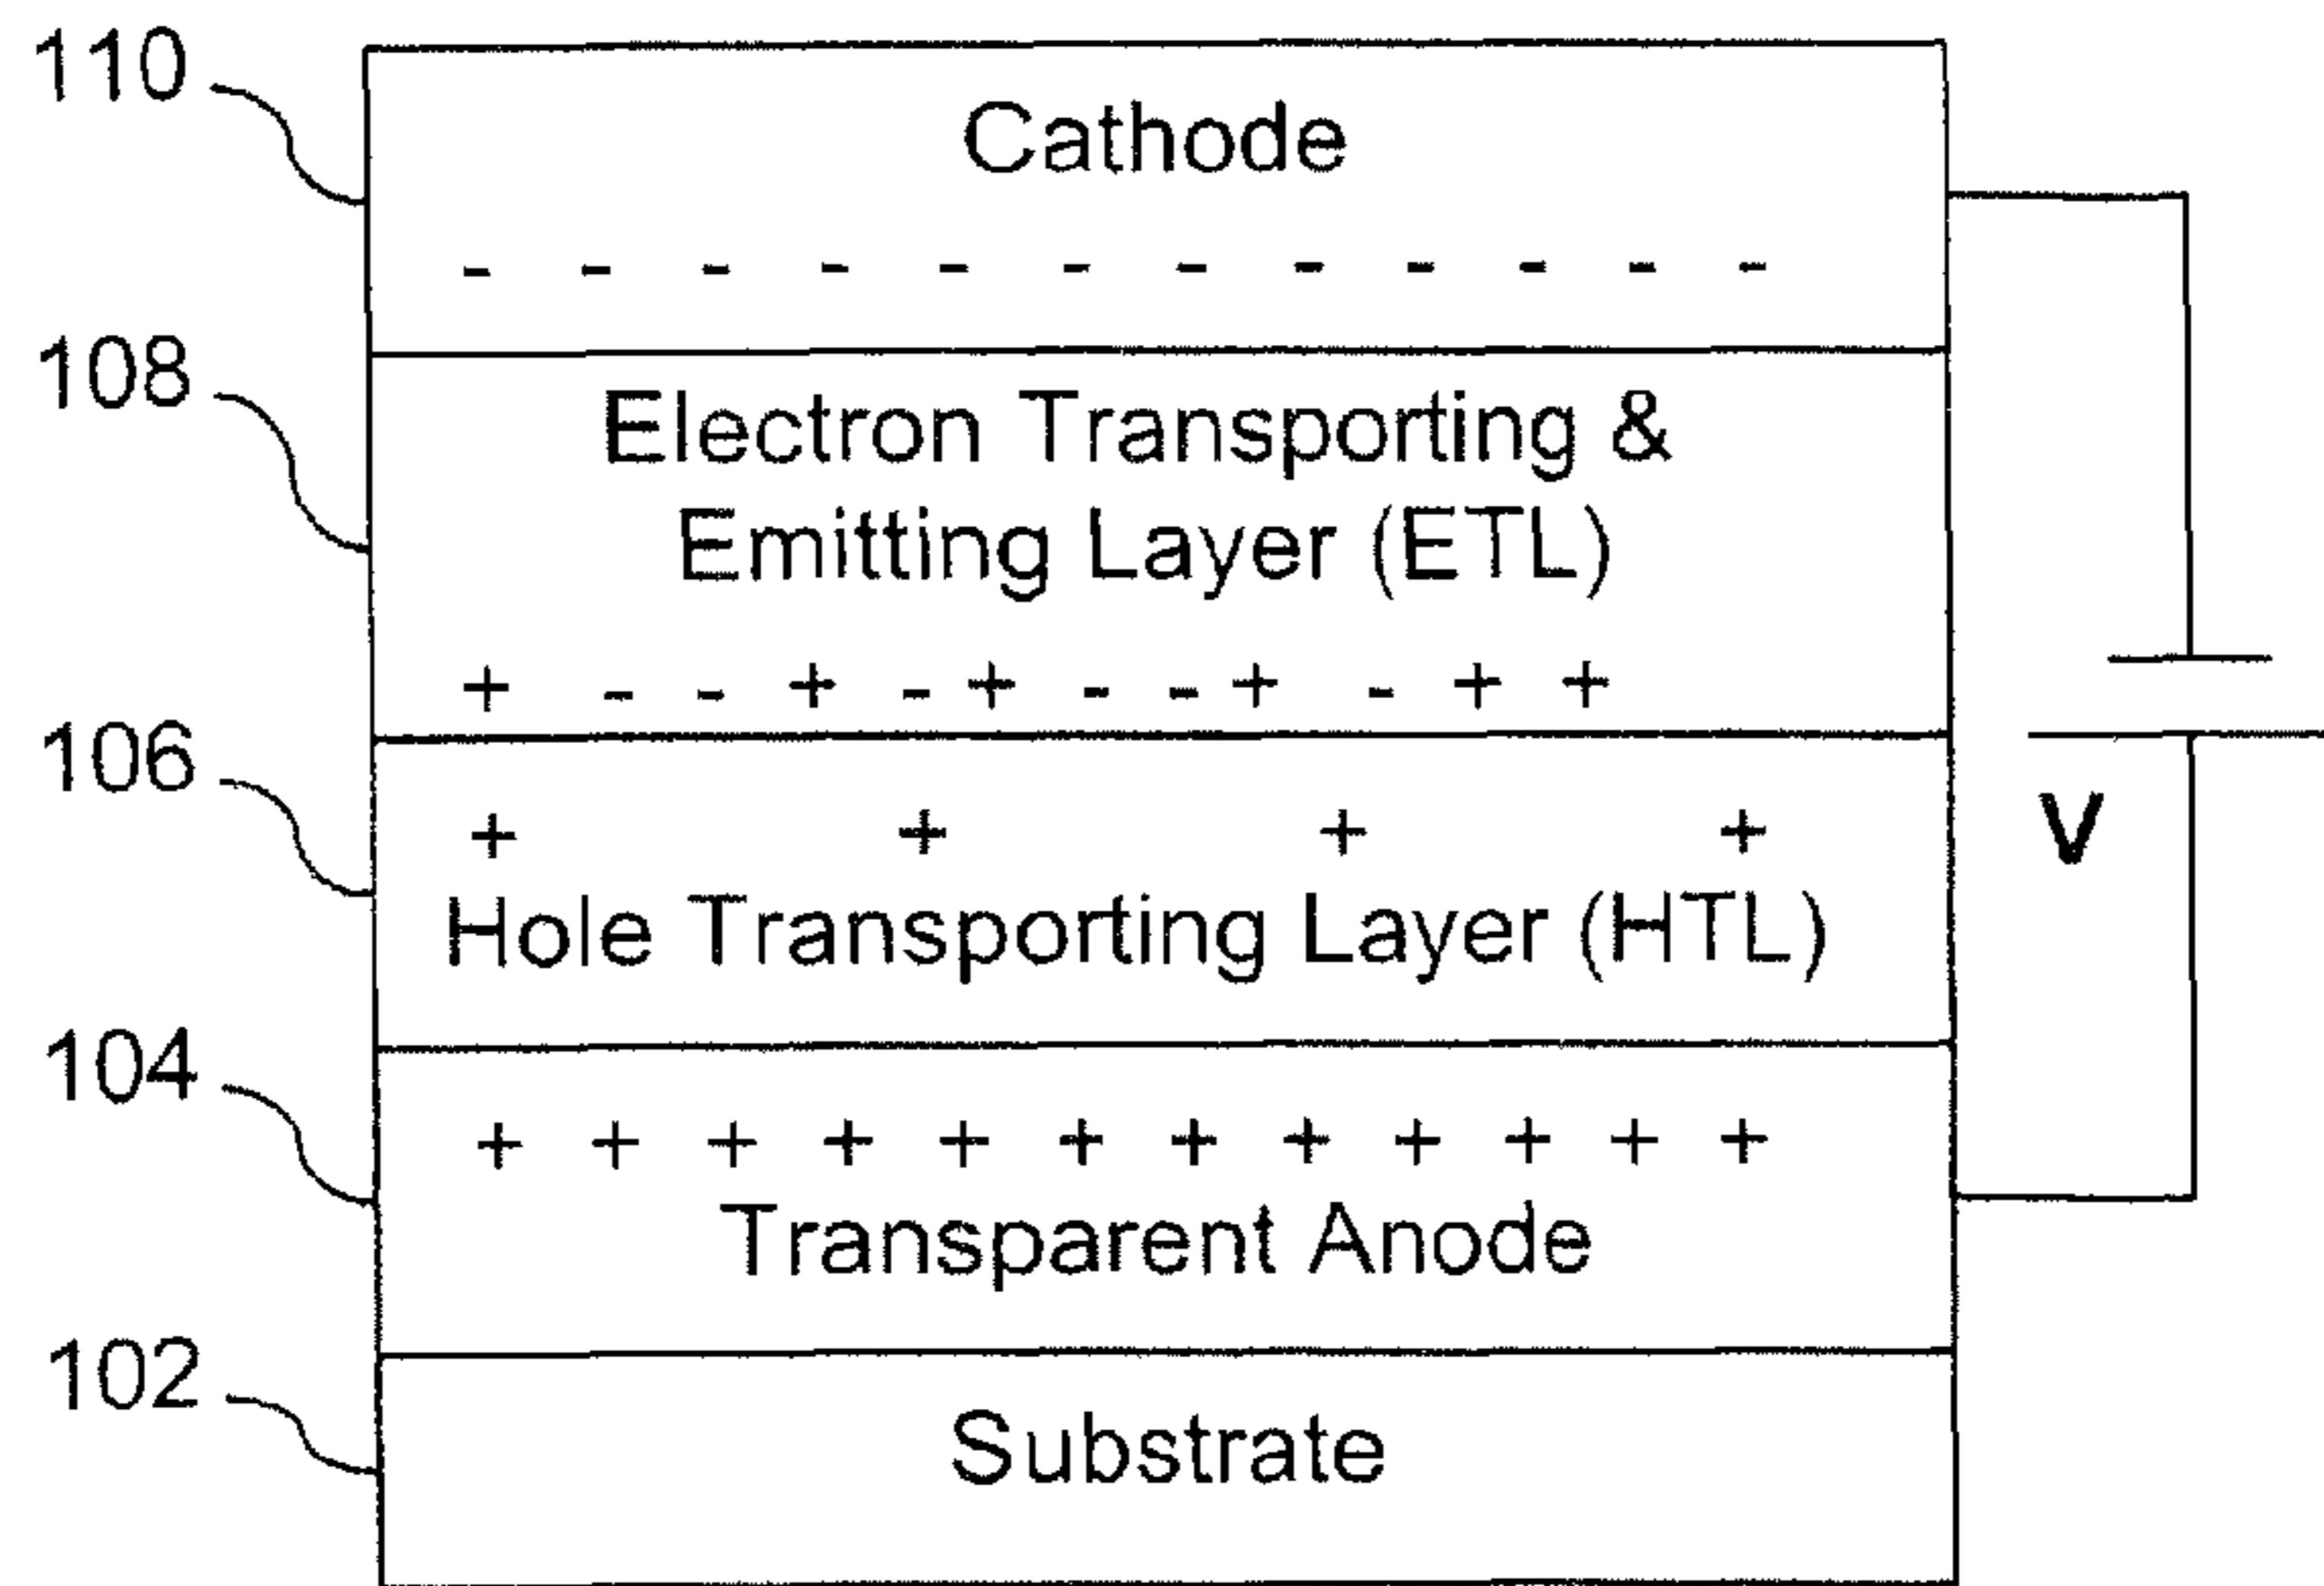 110
Cathode
- - - - - - - - - - - -
108
Electron Transporting &
Emitting Layer (ETL)
+ - - + - + - - + - + +
106
+ + + +
V
Hole Transporting Layer (HTL)
104
+ + + + + + + + + + + +
Transparent Anode
102
Substrate